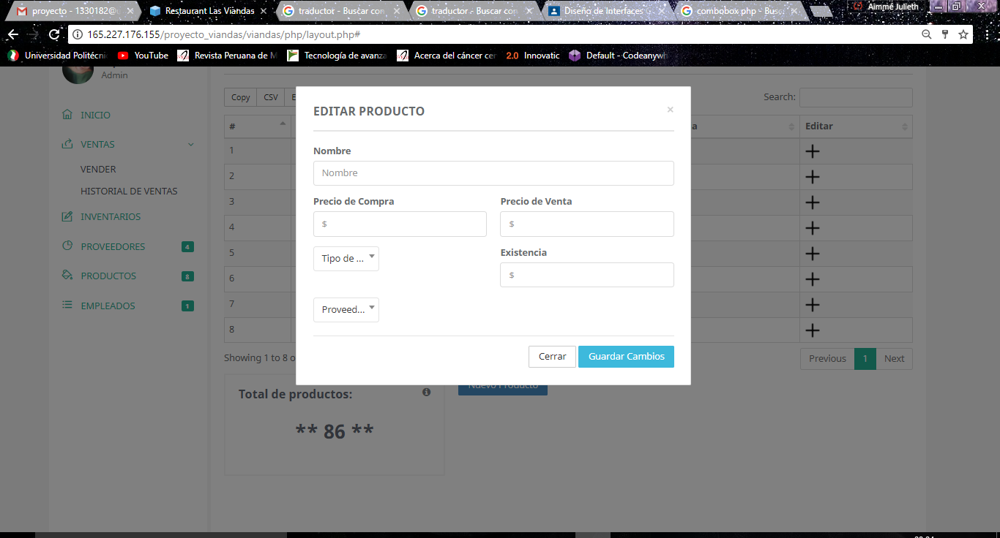 proyecto - 1330182@u
Restaurant Las Viandas
traductor - Buscar con
traductor - Buscar con
Diseño de Interfaces
combobox php - Bus
Aimmé Julieth
165.227.176.155/proyecto_viandas/viandas/php/layout.php#
Universidad Politécni
YouTube
Revista Peruana de M
Tecnología de avanza
Acerca del cáncer cer
2.0 Innovatic
Default - Codeanywh
Admin
INICIO
VENTAS
VENDER
HISTORIAL DE VENTAS
INVENTARIOS
PROVEEDORES 4
PRODUCTOS 8
EMPLEADOS 1
Copy CSV E
Search:
# a Editar
1
2
3
4
5
6
7
8
Showing 1 to 8 o
Previous 1 Next
EDITAR PRODUCTO ×
Nombre
Nombre
Precio de Compra Precio de Venta
$ $
Tipo de ... Existencia
$
Proveed...
Cerrar Guardar Cambios
Nuevo Producto
Total de productos:
** 86 **